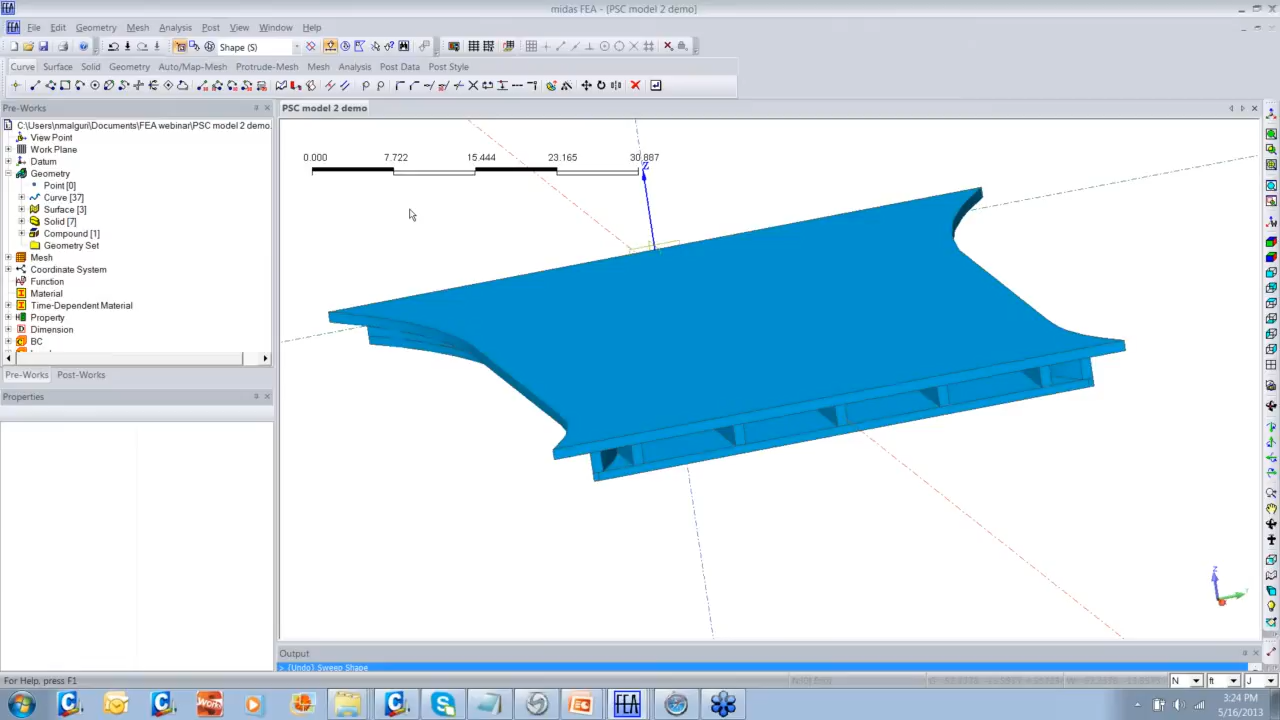 midas FEA - [PSC model 2 demo]
File Edit Geometry Mesh Analysis Post View Window Help
Shape (S)
Curve Surface Solid Geometry Auto/Map-Mesh Protrude-Mesh Mesh Analysis Post Data Post Style
Pre-Works
PSC model 2 demo
C:\Users\nmalguri\Documents\FEA webinar\PSC model 2 demo.
View Point
Work Plane
Datum
Geometry
Point [0]
Curve [37]
Surface [3]
Solid [7]
Compound [1]
Geometry Set
Mesh
Coordinate System
Function
Material
Time-Dependent Material
Property
Dimension
BC
Pre-Works Post-Works
Properties
0.000 7.722 15.444 23.165 30.887
Z
Z
Y
Output
> {Undo} Sweep Shape
For Help, press F1
N ft J
FEA
3:24 PM
5/16/2013